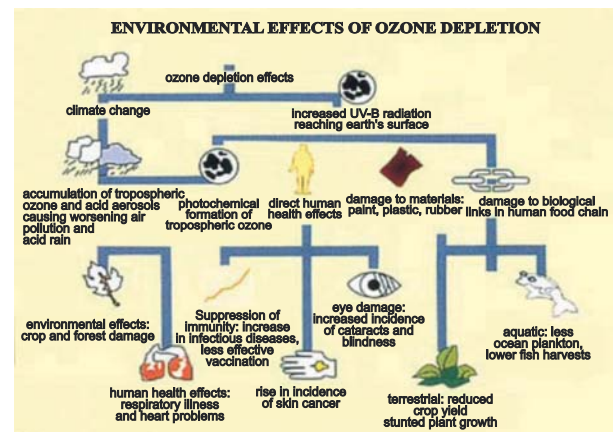 ENVIRONMENTAL EFFECTS OF OZONE DEPLETION
ozone depletion effects
climate change
increased UV-B radiation
reaching earth's surface
accumulation of tropospheric
ozone and acid aerosols
causing worsening air
pollution and
acid rain
photochemical
formation of
tropospheric ozone
direct human
health effects
damage to materials:
paint, plastic, rubber
damage to biological
links in human food chain
environmental effects:
crop and forest damage
Suppression of
immunity: increase
in infectious diseases,
less effective
vaccination
eye damage:
increased incidence
of cataracts and
blindness
aquatic: less
ocean plankton,
lower fish harvests
human health effects:
respiratory illness
and heart problems
rise in incidence
of skin cancer
terrestrial: reduced
crop yield
stunted plant growth